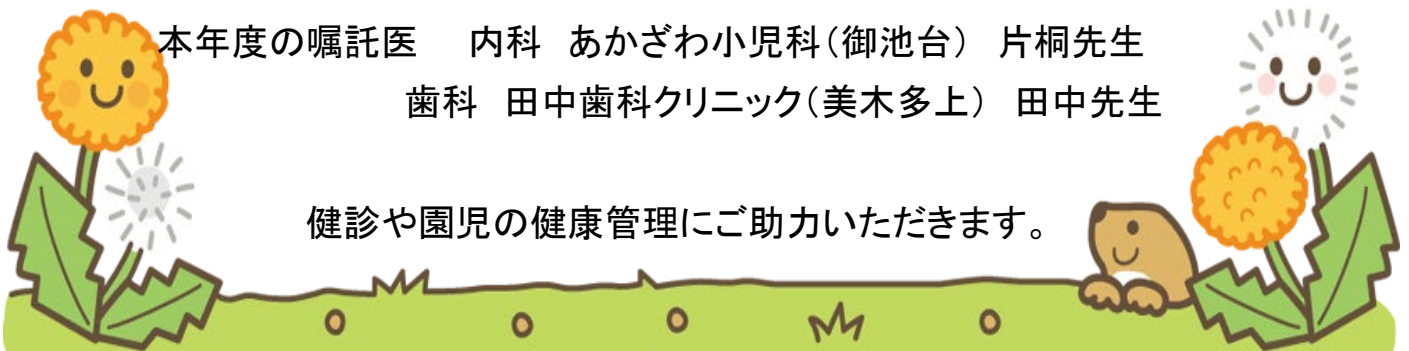 本年度の嘱託医　内科　あかざわ小児科（御池台）　片桐先生
歯科　田中歯科クリニック（美木多上）　田中先生
健診や園児の健康管理にご助力いただきます。